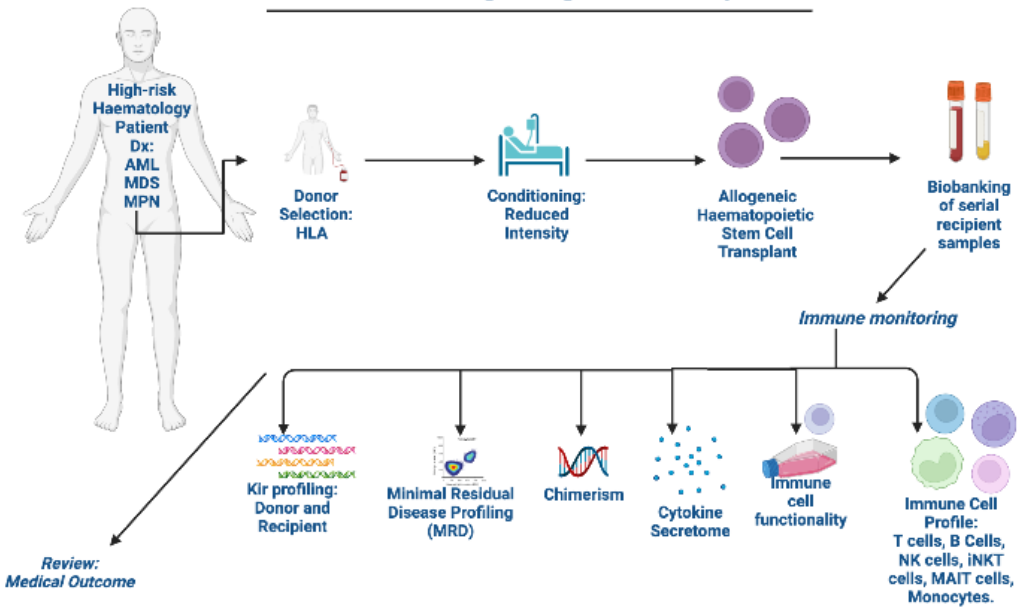 High-risk
Haematology
Patient
Dx:
AML
MDS
MPN
Donor
Selection:
HLA
Conditioning:
Reduced
Intensity
Allogeneic
Haematopoietic
Stem Cell
Transplant
Biobanking
of serial
recipient
samples
Immune monitoring
Kir profiling:
Donor and
Recipient
Minimal Residual
Disease Profiling
(MRD)
Chimerism
Cytokine
Secretome
Immune
cell
functionality
Immune Cell
Profile:
T cells, B Cells,
NK cells, iNKT
cells, MAIT cells,
Monocytes.
Review:
Medical Outcome